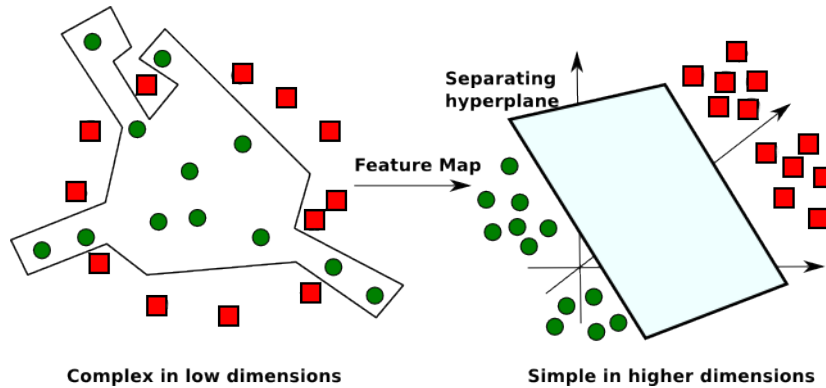 Separating
hyperplane
Feature Map
Complex in low dimensions
Simple in higher dimensions